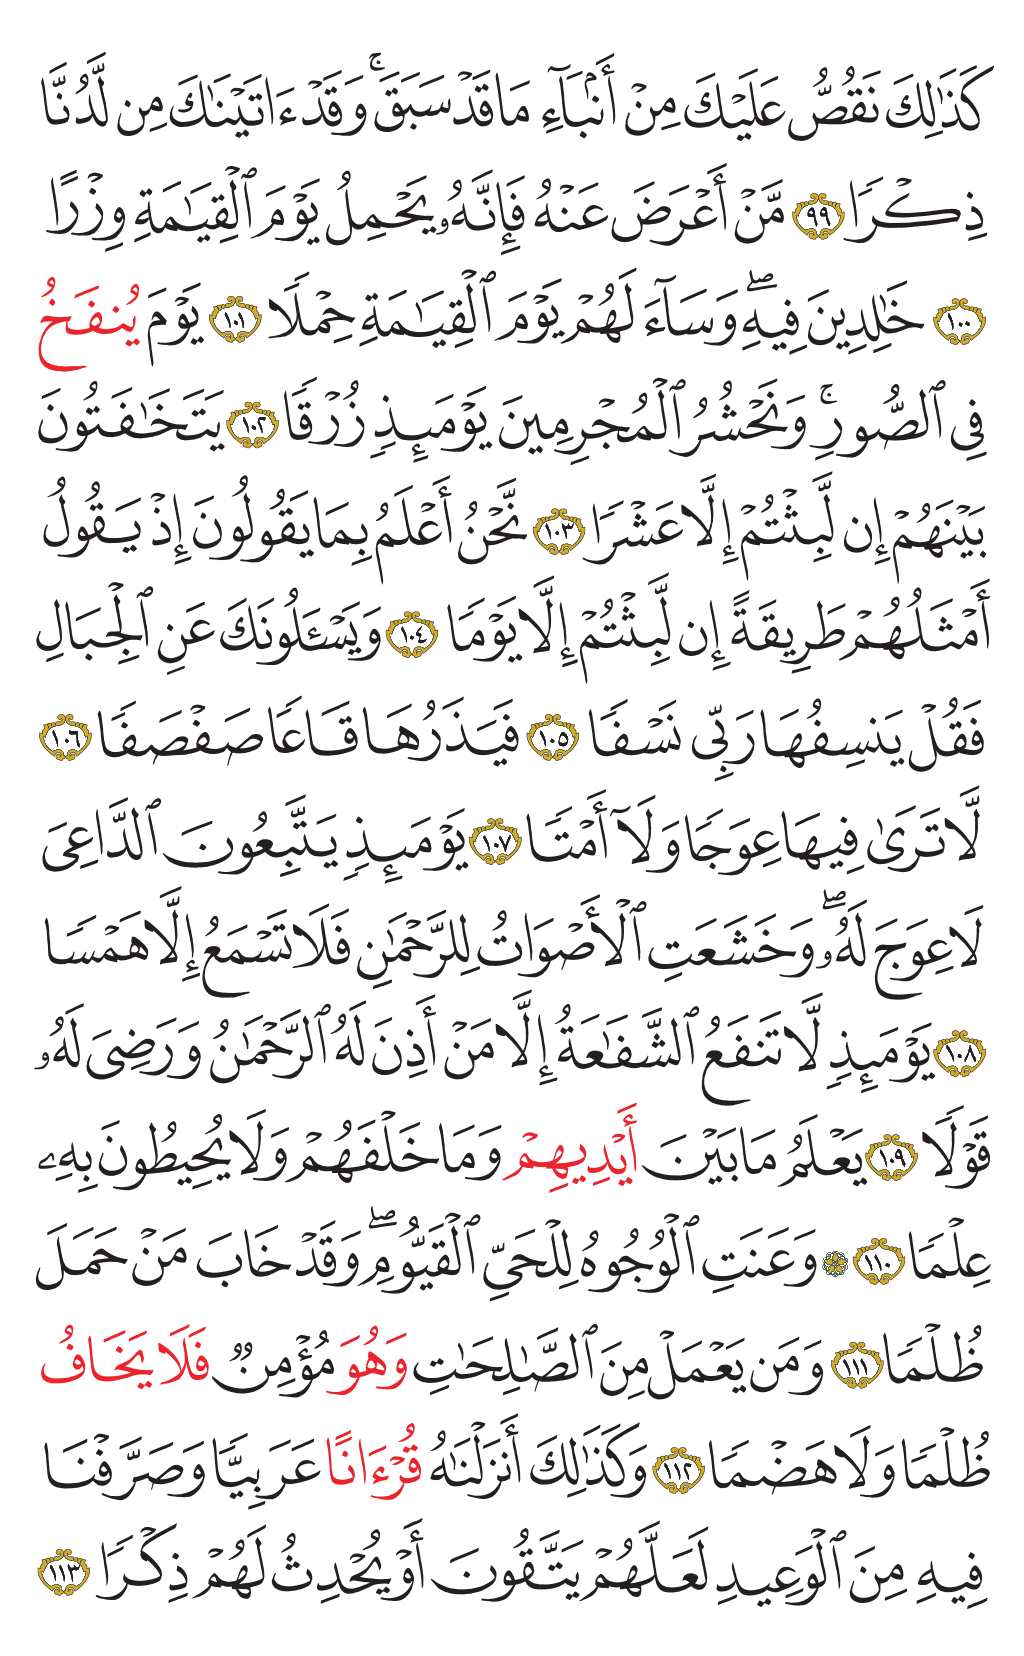 كَذَٰلِكَ نَقُصُّ عَلَيْكَ مِنْ أَنۢبَآءِ مَا قَدْ سَبَقَ ۚ وَقَدْ ءَاتَيْنَٰكَ مِن لَّدُنَّا
ذِكْرًا ٩٩ مَّنْ أَعْرَضَ عَنْهُ فَإِنَّهُۥ يَحْمِلُ يَوْمَ ٱلْقِيَٰمَةِ وِزْرًا
١٠٠ خَٰلِدِينَ فِيهِ ۖ وَسَآءَ لَهُمْ يَوْمَ ٱلْقِيَٰمَةِ حِمْلًا ١٠١ يَوْمَ يُنفَخُ
فِى ٱلصُّورِ ۚ وَنَحْشُرُ ٱلْمُجْرِمِينَ يَوْمَئِذٍ زُرْقًا ١٠٢ يَتَخَٰفَتُونَ
بَيْنَهُمْ إِن لَّبِثْتُمْ إِلَّا عَشْرًا ١٠٣ نَّحْنُ أَعْلَمُ بِمَا يَقُولُونَ إِذْ يَقُولُ
أَمْثَلُهُمْ طَرِيقَةً إِن لَّبِثْتُمْ إِلَّا يَوْمًا ١٠٤ وَيَسْـَٔلُونَكَ عَنِ ٱلْجِبَالِ
فَقُلْ يَنسِفُهَا رَبِّى نَسْفًا ١٠٥ فَيَذَرُهَا قَاعًا صَفْصَفًا ١٠٦
لَّا تَرَىٰ فِيهَا عِوَجًا وَلَآ أَمْتًا ١٠٧ يَوْمَئِذٍ يَتَّبِعُونَ ٱلدَّاعِىَ
لَا عِوَجَ لَهُۥ ۖ وَخَشَعَتِ ٱلْأَصْوَاتُ لِلرَّحْمَٰنِ فَلَا تَسْمَعُ إِلَّا هَمْسًا
١٠٨ يَوْمَئِذٍ لَّا تَنفَعُ ٱلشَّفَٰعَةُ إِلَّا مَنْ أَذِنَ لَهُ ٱلرَّحْمَٰنُ وَرَضِىَ لَهُۥ
قَوْلًا ١٠٩ يَعْلَمُ مَا بَيْنَ أَيْدِيهِمْ وَمَا خَلْفَهُمْ وَلَا يُحِيطُونَ بِهِۦ
عِلْمًا ١١٠ ۞ وَعَنَتِ ٱلْوُجُوهُ لِلْحَىِّ ٱلْقَيُّومِ ۖ وَقَدْ خَابَ مَنْ حَمَلَ
ظُلْمًا ١١١ وَمَن يَعْمَلْ مِنَ ٱلصَّٰلِحَٰتِ وَهُوَ مُؤْمِنٌ فَلَا يَخَافُ
ظُلْمًا وَلَا هَضْمًا ١١٢ وَكَذَٰلِكَ أَنزَلْنَٰهُ قُرْءَانًا عَرَبِيًّا وَصَرَّفْنَا
فِيهِ مِنَ ٱلْوَعِيدِ لَعَلَّهُمْ يَتَّقُونَ أَوْ يُحْدِثُ لَهُمْ ذِكْرًا ١١٣